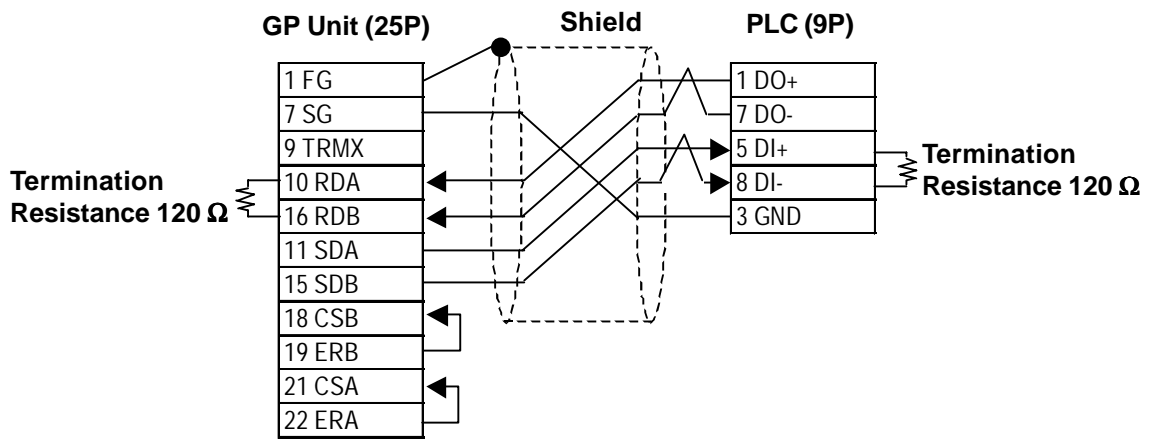 GP Unit (25P)
Shield
PLC (9P)
1 FG
7 SG
9 TRMX
10 RDA
16 RDB
11 SDA
15 SDB
18 CSB
19 ERB
21 CSA
22 ERA
Termination
Resistance 120 Ω
1 DO+
7 DO-
5 DI+
8 DI-
3 GND
Termination
Resistance 120 Ω